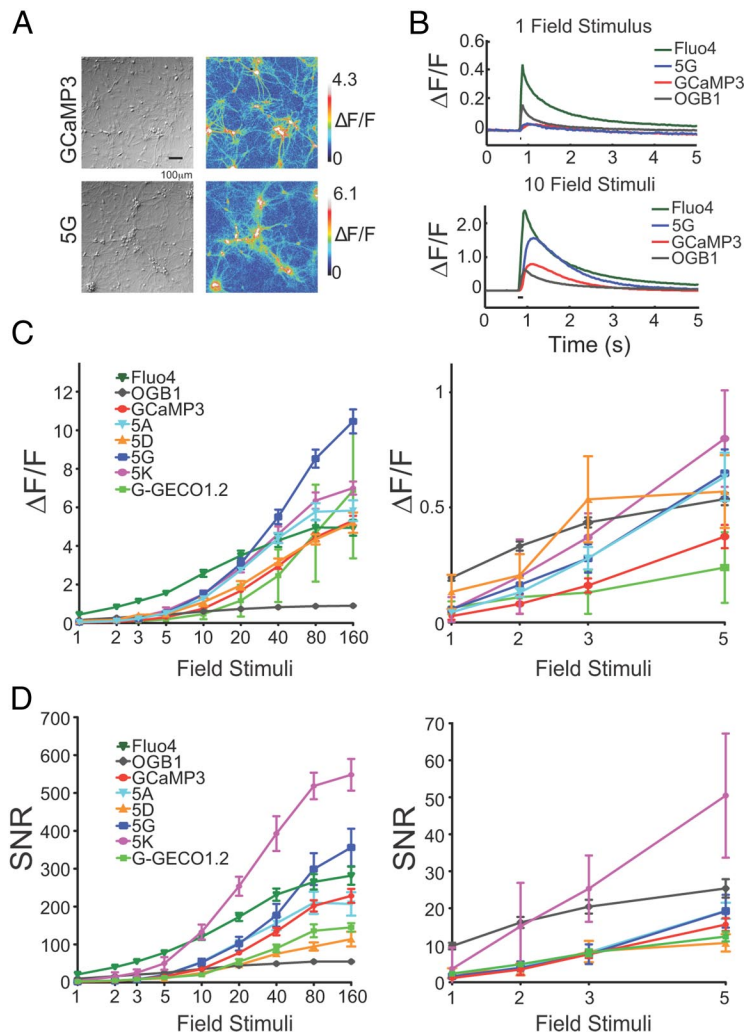 A
GCaMP3
4.3
ΔF/F
0
100μm
5G
6.1
ΔF/F
0
B
1 Field Stimulus
ΔF/F
0.6
0.4
0.2
0
Fluo4
5G
GCaMP3
OGB1
0 1 2 3 4 5
10 Field Stimuli
ΔF/F
2.0
1.0
0
Fluo4
5G
GCaMP3
OGB1
0 1 2 3 4 5
Time (s)
C
ΔF/F
12
10
8
6
4
2
0
Fluo4
OGB1
GCaMP3
5A
5D
5G
5K
G-GECO1.2
1 2 3 5 10 20 40 80 160
Field Stimuli
ΔF/F
1
0.5
0
1 2 3 5
Field Stimuli
D
SNR
700
600
500
400
300
200
100
0
Fluo4
OGB1
GCaMP3
5A
5D
5G
5K
G-GECO1.2
1 2 3 5 10 20 40 80 160
Field Stimuli
SNR
70
60
50
40
30
20
10
0
1 2 3 5
Field Stimuli